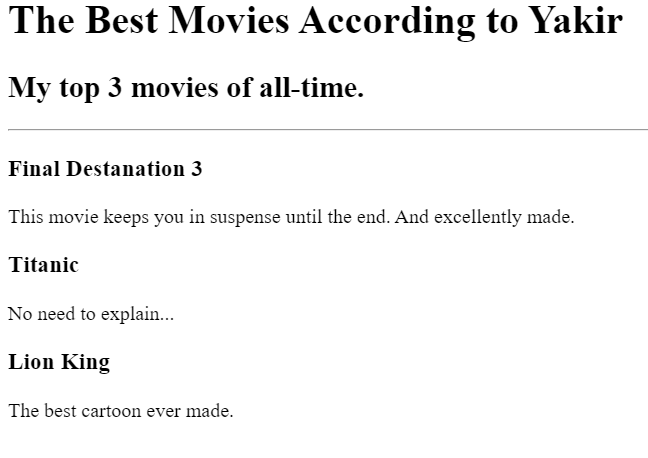 The Best Movies According to Yakir
My top 3 movies of all-time.
Final Destanation 3
This movie keeps you in suspense until the end. And excellently made.
Titanic
No need to explain...
Lion King
The best cartoon ever made.